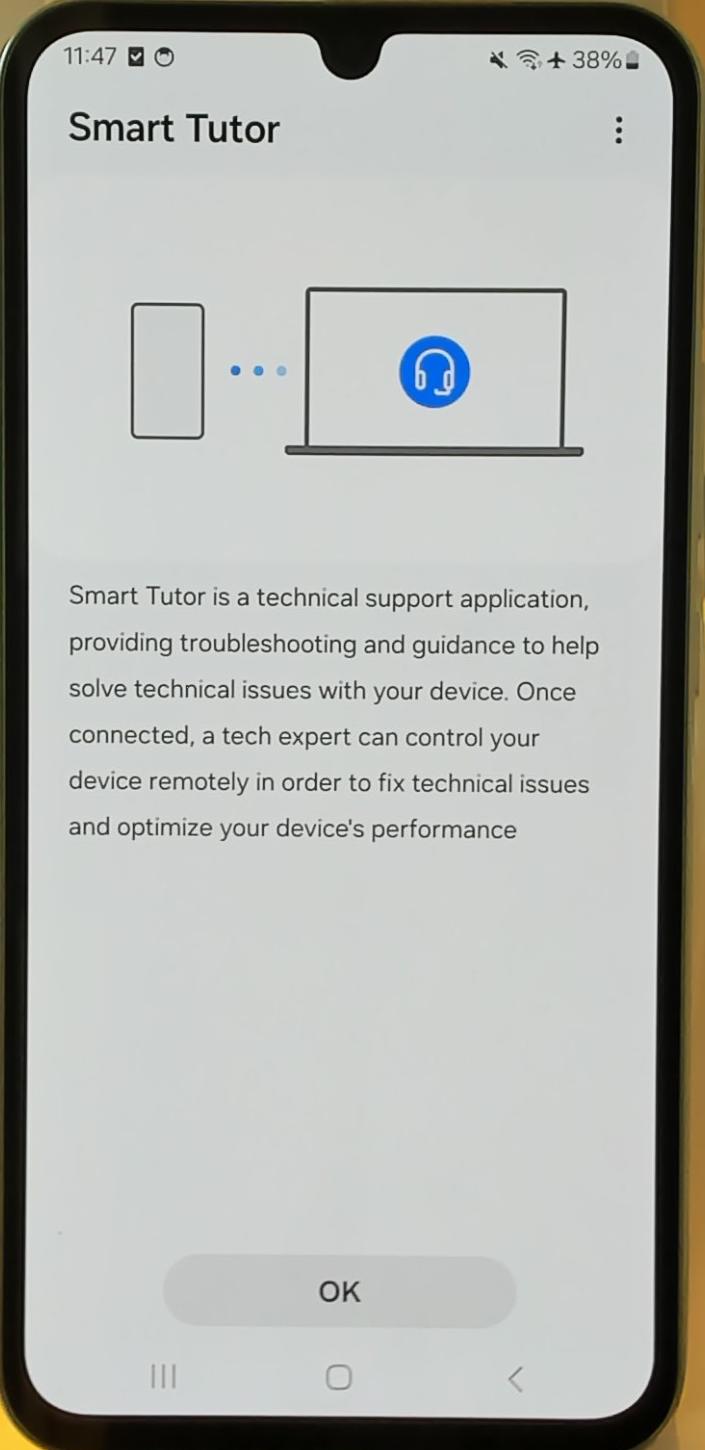 11:47
38%
Smart Tutor
Smart Tutor is a technical support application,
providing troubleshooting and guidance to help
solve technical issues with your device. Once
connected, a tech expert can control your
device remotely in order to fix technical issues
and optimize your device's performance
OK